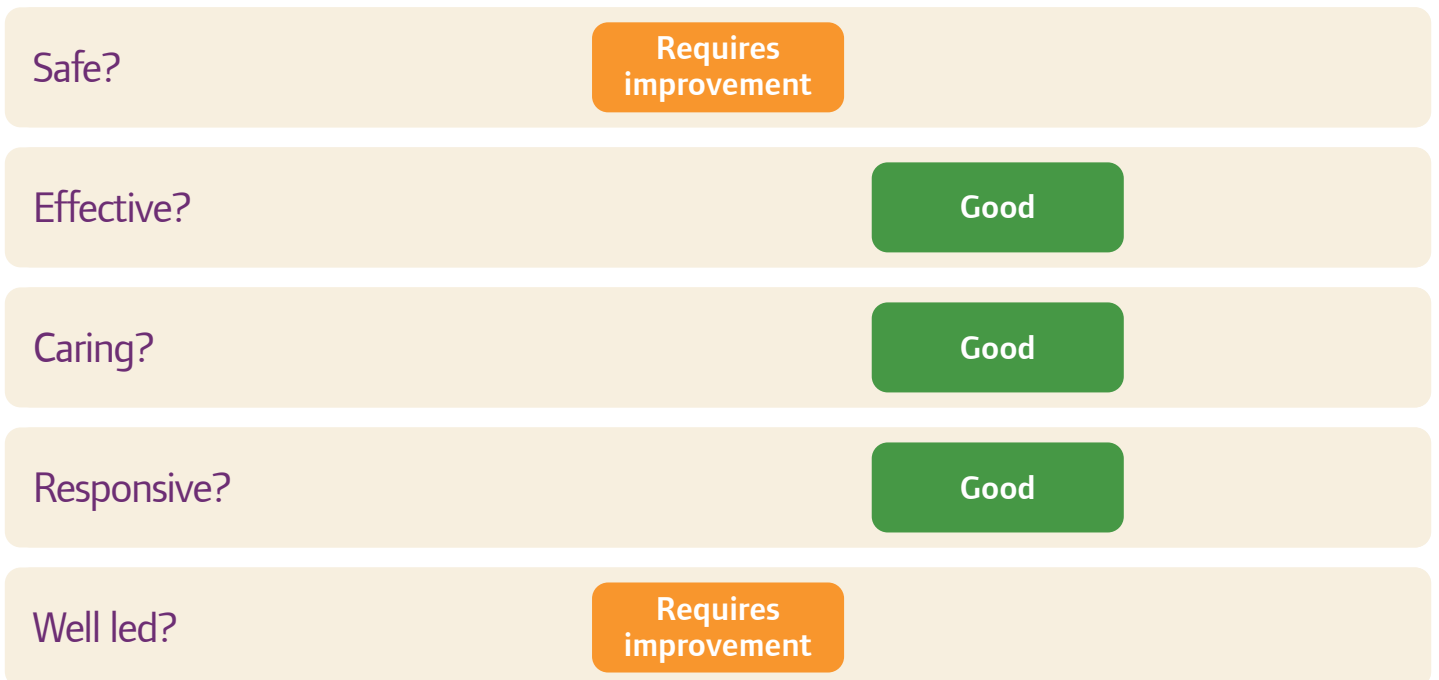 Safe?
Requires
improvement
Effective?
Good
Caring?
Good
Responsive?
Good
Well led?
Requires
improvement